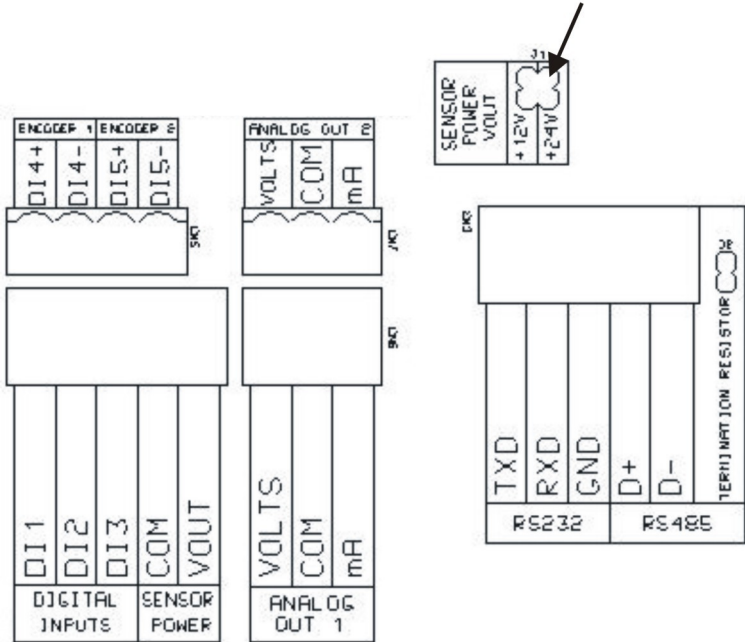 J1
SENSOR
POWER
VOUT
+12V
+24V
ENCODER 1
ENCODER 2
DI4+
DI4-
DI5+
DI5-
ANALOG OUT 2
VOLTS
COM
mA
DI1
DI2
DI3
COM
VOUT
DIGITAL
INPUTS
SENSOR
POWER
VOLTS
COM
mA
ANALOG
OUT 1
TXD
RXD
GND
D+
D-
TERMINATION RESISTOR
RS232
RS485